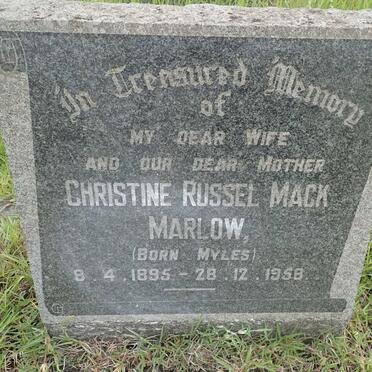 In Treasured Memory
of
MY DEAR WIFE
AND OUR DEAR MOTHER
CHRISTINE RUSSEL MACK
MARLOW,
(BORN MYLES)
8.4.1895 - 28.12.1958.